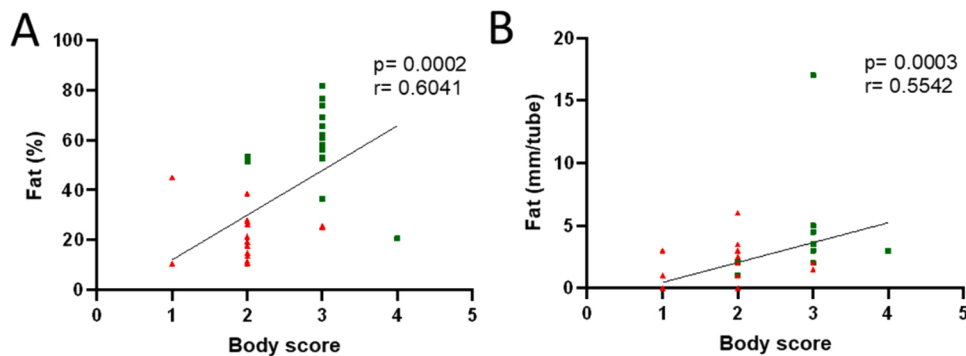 A
100
80
60
40
20
0
Fat (%)
p= 0.0002
r= 0.6041
0 1 2 3 4 5
Body score
B
20
15
10
5
0
Fat (mm/tube)
p= 0.0003
r= 0.5542
0 1 2 3 4 5
Body score